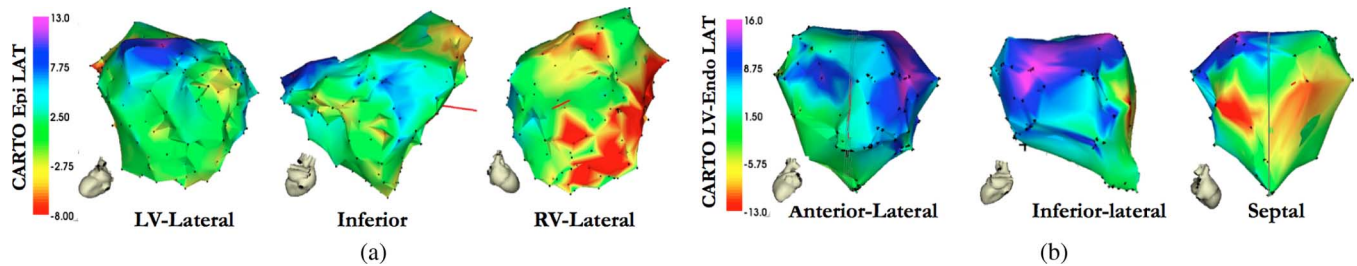 CARTO Epi LAT
13.0
7.75
2.50
-2.75
-8.00
LV-Lateral
Inferior
RV-Lateral
(a)
CARTO LV-Endo LAT
16.0
8.75
1.50
-5.75
-13.0
Anterior-Lateral
Inferior-lateral
Septal
(b)